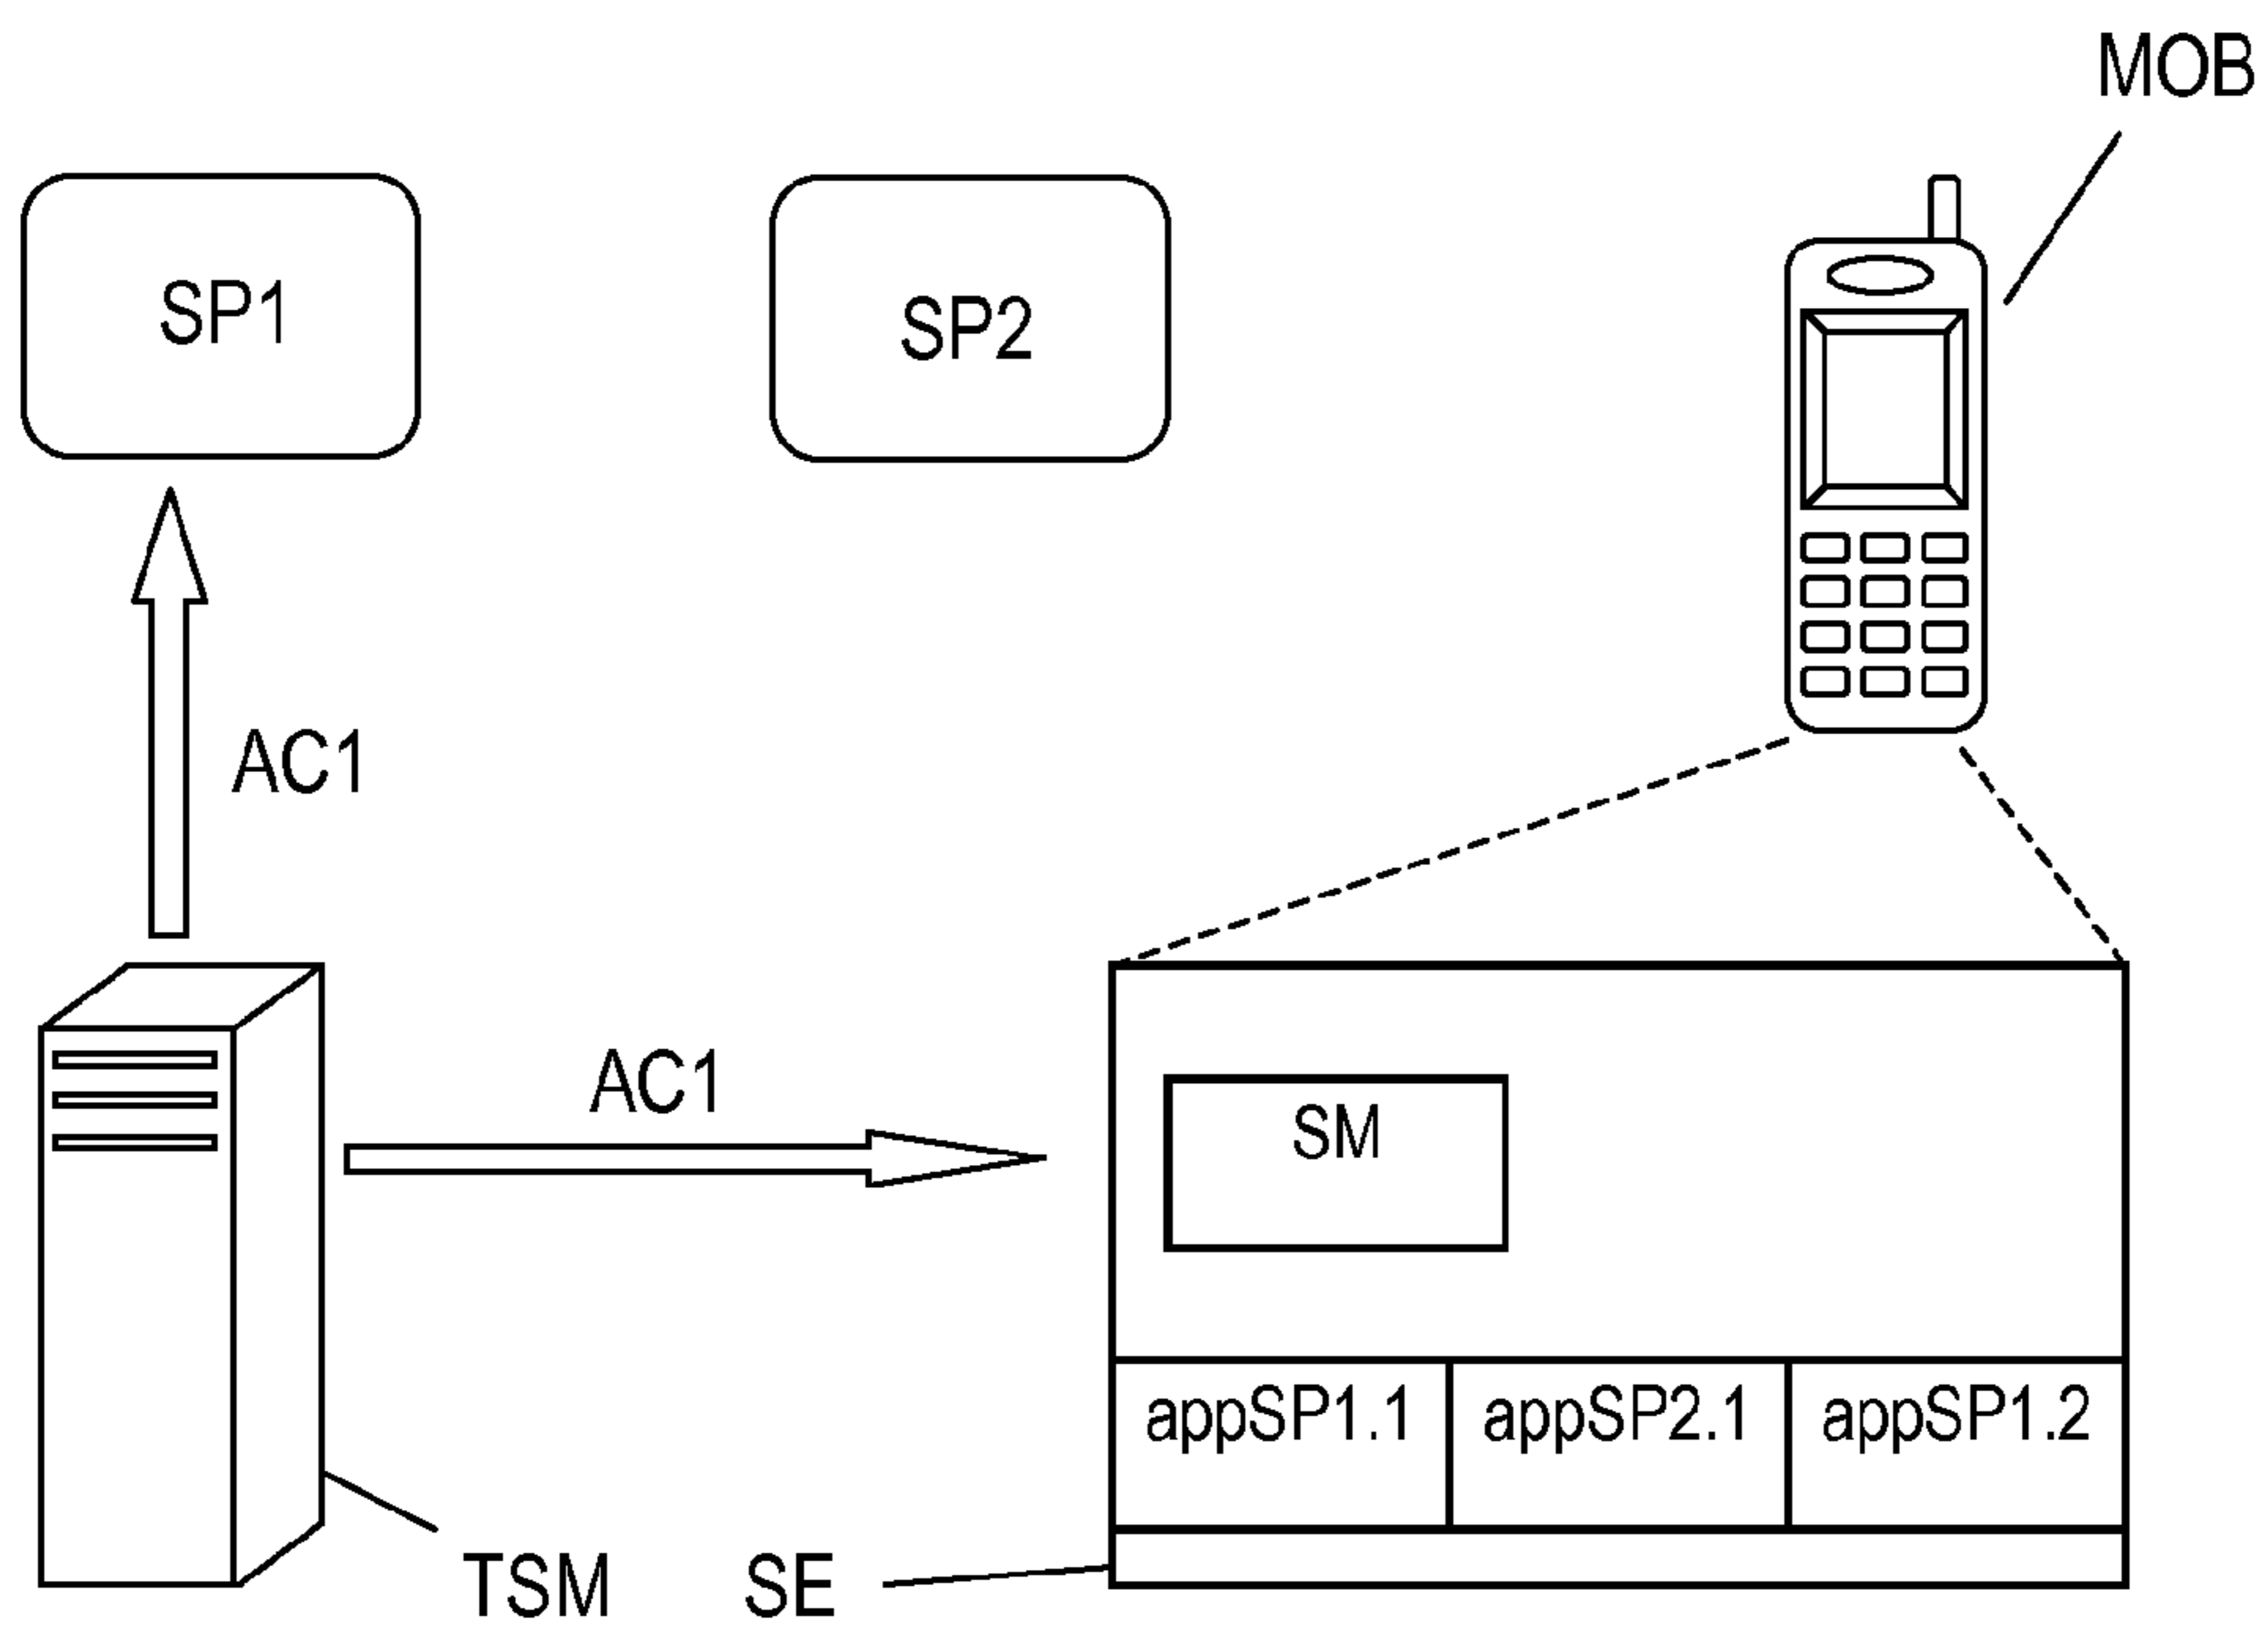 MOB
SP1
SP2
AC1
AC1
SM
appSP1.1
appSP2.1
appSP1.2
TSM
SE